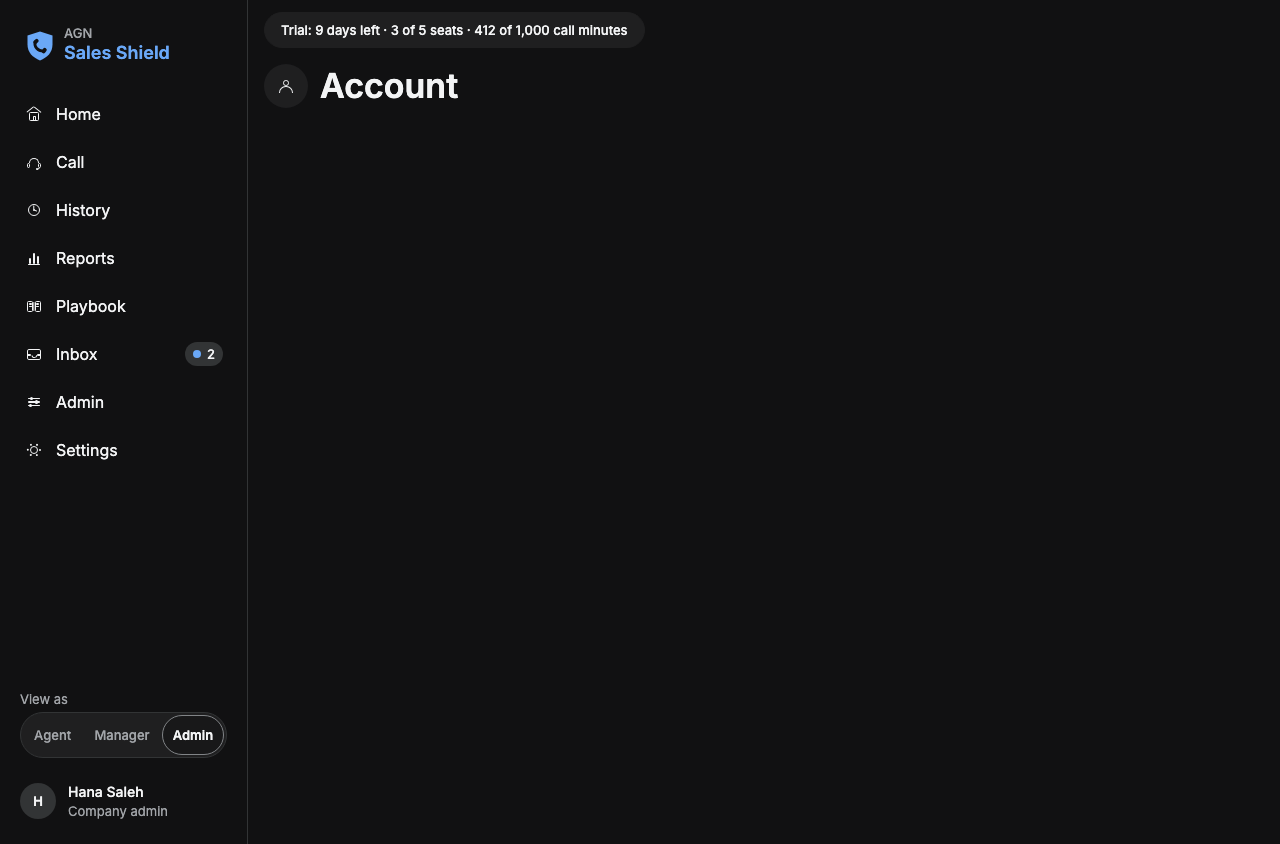 AGN
Sales Shield
Home
Call
History
Reports
Playbook
Inbox 2
Admin
Settings
View as
Agent Manager Admin
H
Hana Saleh
Company admin
Trial: 9 days left · 3 of 5 seats · 412 of 1,000 call minutes
Account